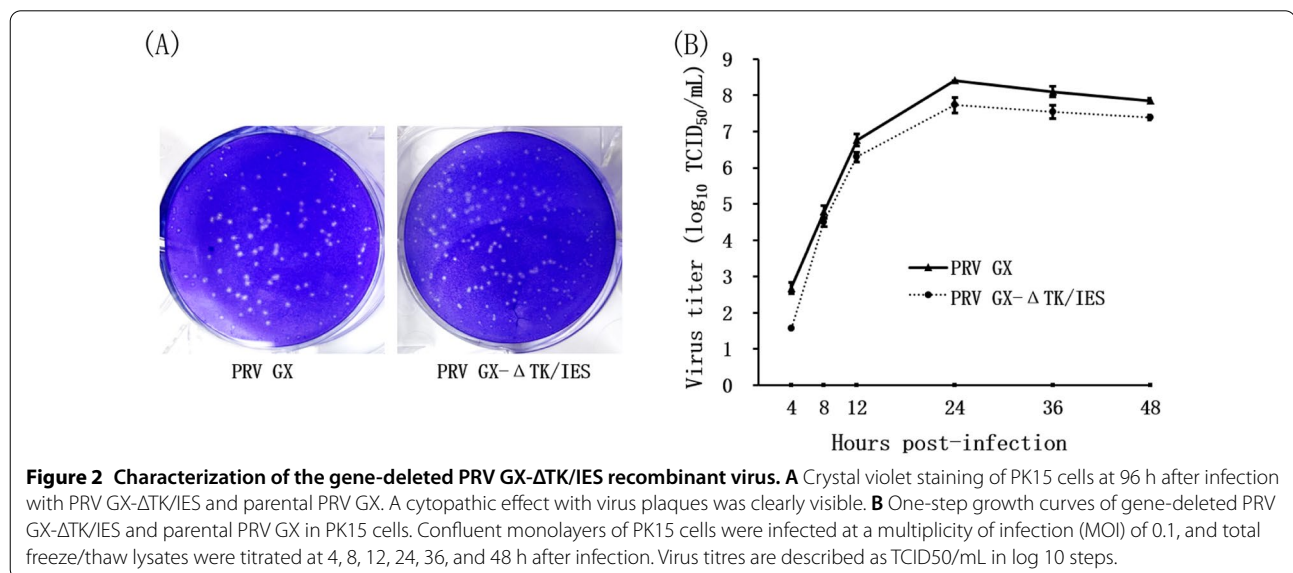 (A)
PRV GX
PRV GX-ΔTK/IES
(B)
Virus titer (log₁₀ TCID₅₀/mL)
9
8
7
6
5
4
3
2
1
0
PRV GX
PRV GX-ΔTK/IES
4 8 12 24 36 48
Hours post-infection
Figure 2 Characterization of the gene-deleted PRV GX-ΔTK/IES recombinant virus. A Crystal violet staining of PK15 cells at 96 h after infection
with PRV GX-ΔTK/IES and parental PRV GX. A cytopathic effect with virus plaques was clearly visible. B One-step growth curves of gene-deleted PRV
GX-ΔTK/IES and parental PRV GX in PK15 cells. Confluent monolayers of PK15 cells were infected at a multiplicity of infection (MOI) of 0.1, and total
freeze/thaw lysates were titrated at 4, 8, 12, 24, 36, and 48 h after infection. Virus titres are described as TCID50/mL in log 10 steps.